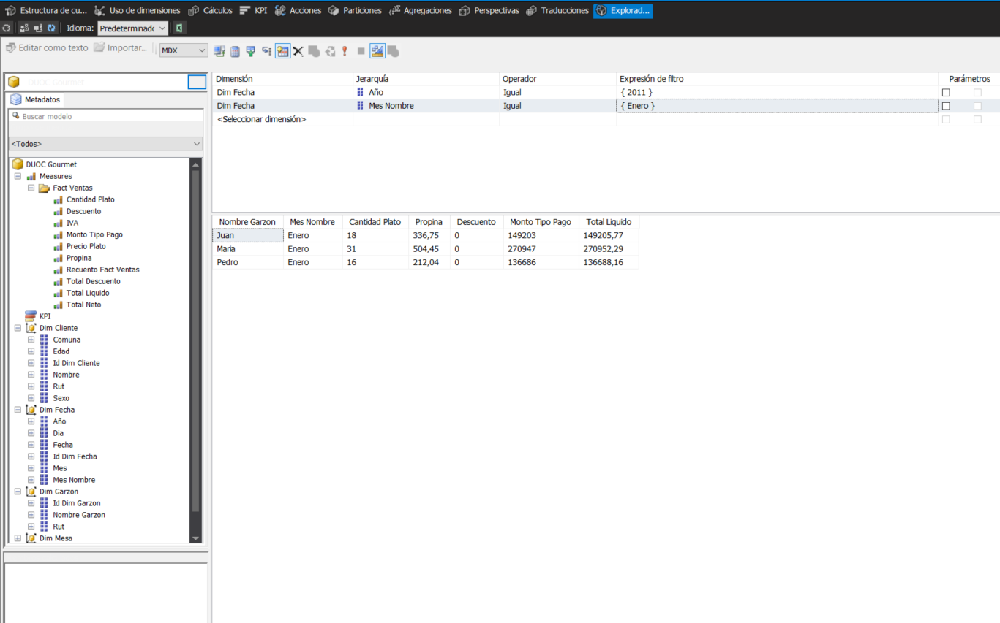 Estructura de cu... Uso de dimensiones Cálculos KPI Acciones Particiones Agregaciones Perspectivas Traducciones Explorad...
Idioma: Predeterminado
Editar como texto Importar... MDX
DUOC Gourmet
Metadatos
Buscar modelo
<Todos>
DUOC Gourmet
Measures
Fact Ventas
Cantidad Plato
Descuento
IVA
Monto Tipo Pago
Precio Plato
Propina
Recuento Fact Ventas
Total Descuento
Total Liquido
Total Neto
KPI
Dim Cliente
Comuna
Edad
Id Dim Cliente
Nombre
Rut
Sexo
Dim Fecha
Año
Dia
Fecha
Id Dim Fecha
Mes
Mes Nombre
Dim Garzon
Id Dim Garzon
Nombre Garzon
Rut
Dim Mesa
Dimensión Jerarquía Operador Expresión de filtro Parámetros
Dim Fecha Año Igual { 2011 }
Dim Fecha Mes Nombre Igual { Enero }
<Seleccionar dimensión>
Nombre Garzon Mes Nombre Cantidad Plato Propina Descuento Monto Tipo Pago Total Liquido
Juan Enero 18 336,75 0 149203 149205,77
Maria Enero 31 504,45 0 270947 270952,29
Pedro Enero 16 212,04 0 136686 136688,16